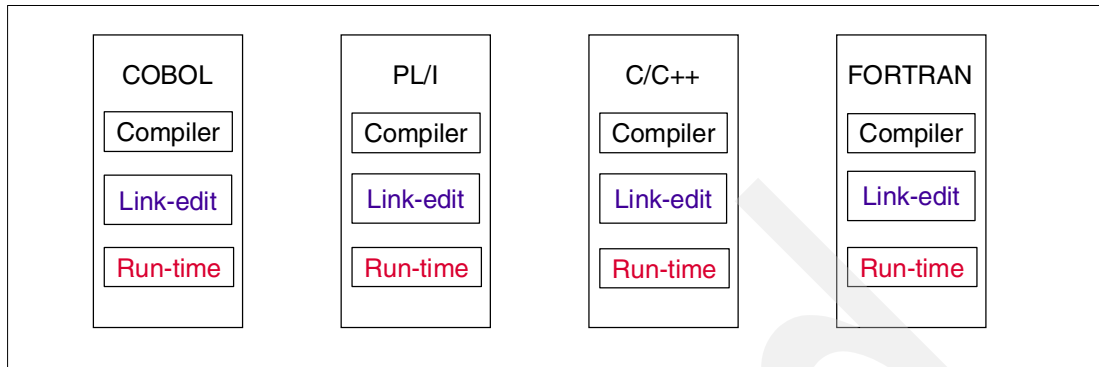 COBOL
Compiler
Link-edit
Run-time
PL/I
Compiler
Link-edit
Run-time
C/C++
Compiler
Link-edit
Run-time
FORTRAN
Compiler
Link-edit
Run-time